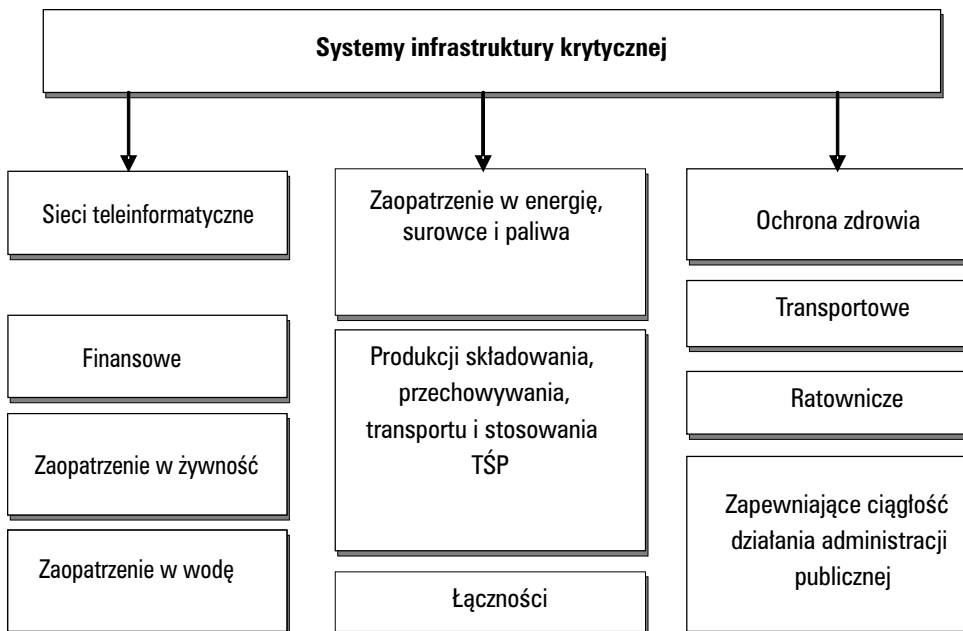 Systemy infrastruktury krytycznej
Sieci teleinformatyczne
Finansowe
Zaopatrzenie w żywność
Zaopatrzenie w wodę
Zaopatrzenie w energię,
surowce i paliwa
Produkcji składowania,
przechowywania,
transportu i stosowania
TŚP
Łączności
Ochrona zdrowia
Transportowe
Ratownicze
Zapewniające ciągłość
działania administracji
publicznej